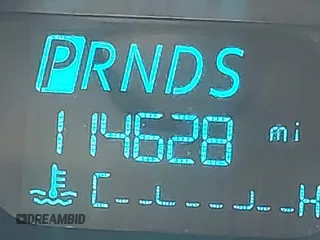 PRNDS
114628 mi
C H
DREAMBID